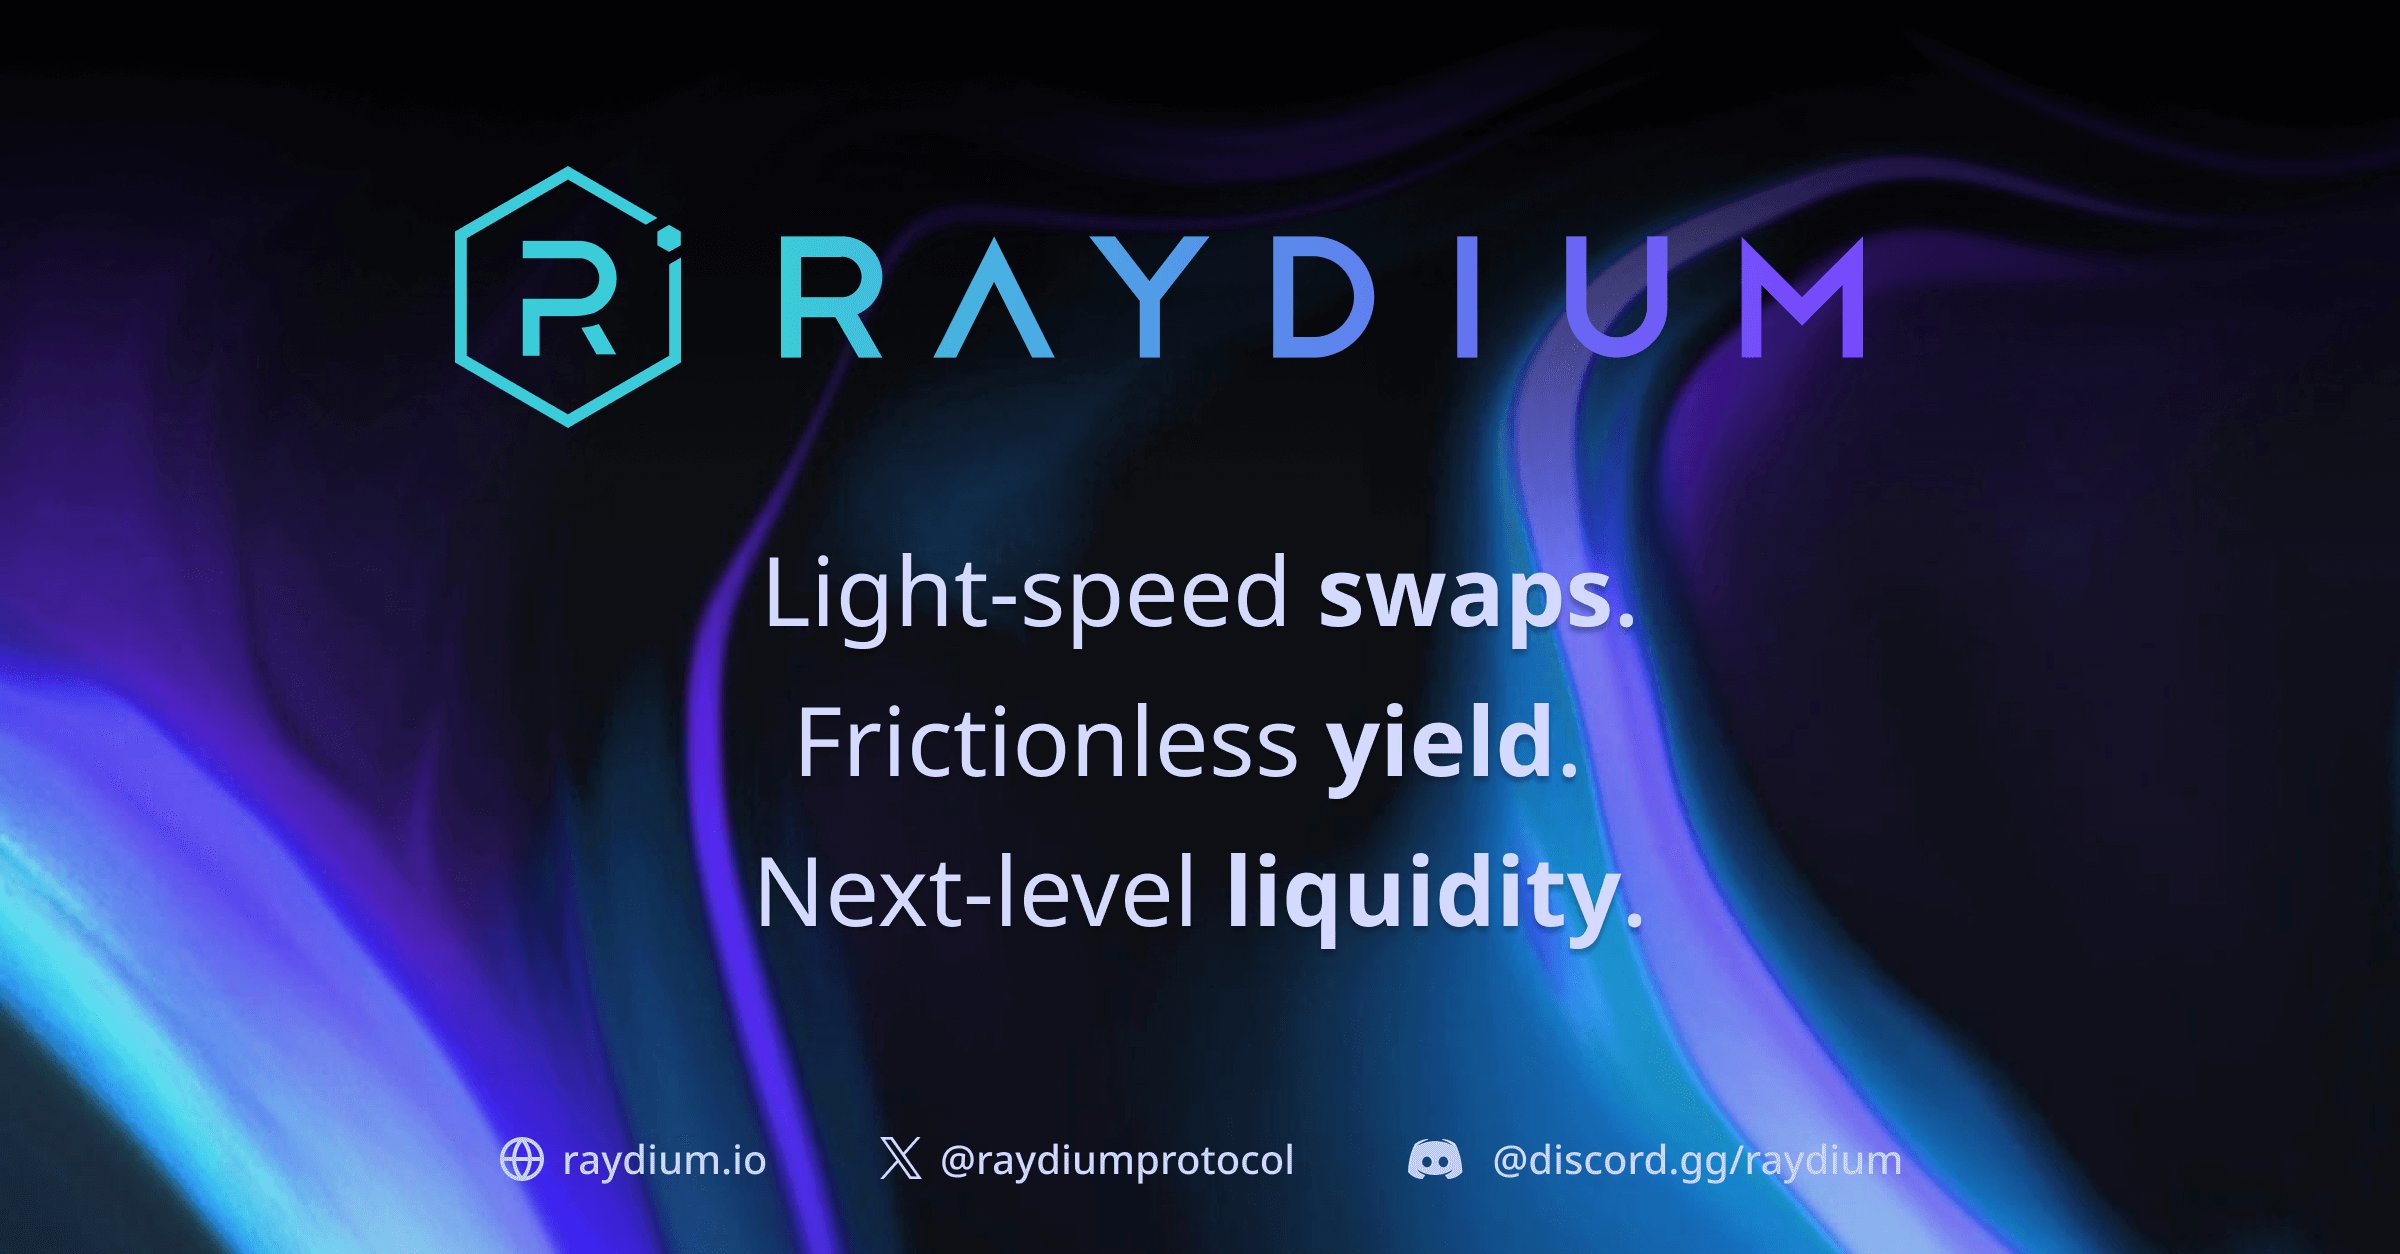 RAYDIUM
Light-speed swaps.
Frictionless yield.
Next-level liquidity.
raydium.io @raydiumprotocol @discord.gg/raydium